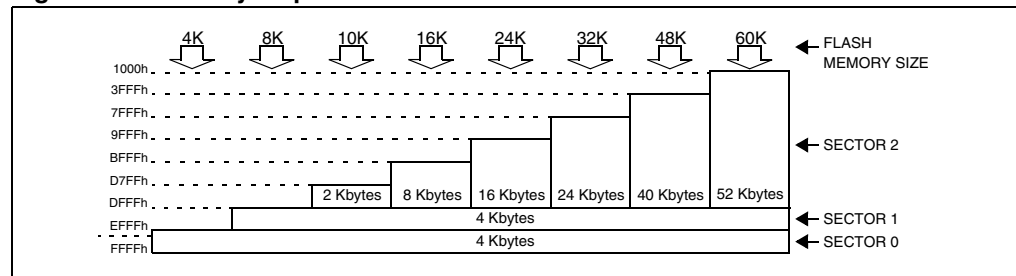 4K 8K 10K 16K 24K 32K 48K 60K FLASH
MEMORY SIZE
1000h
3FFFh
7FFFh
9FFFh
SECTOR 2
BFFFh
D7FFh
2 Kbytes 8 Kbytes 16 Kbytes 24 Kbytes 40 Kbytes 52 Kbytes
DFFFh
4 Kbytes SECTOR 1
EFFFh
4 Kbytes SECTOR 0
FFFFh